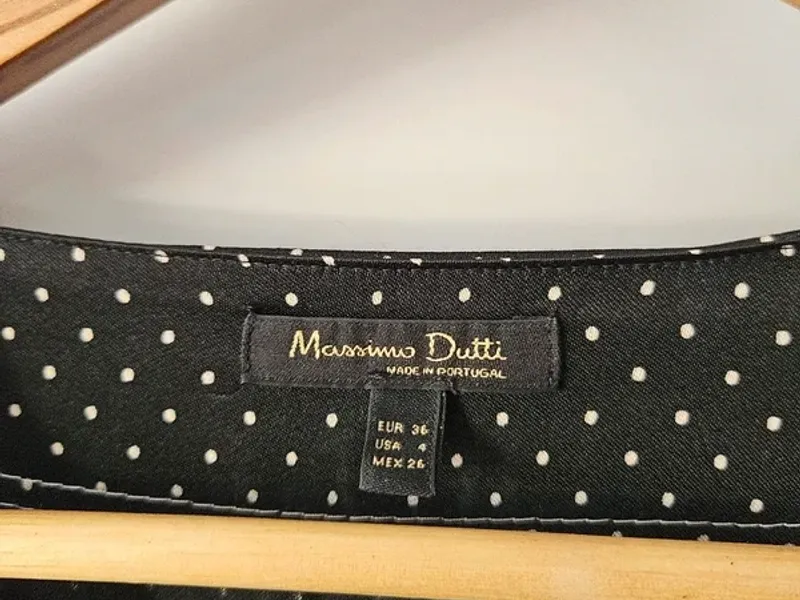 Massimo Dutti
MADE IN PORTUGAL
EUR 36
USA 4
MEX 26